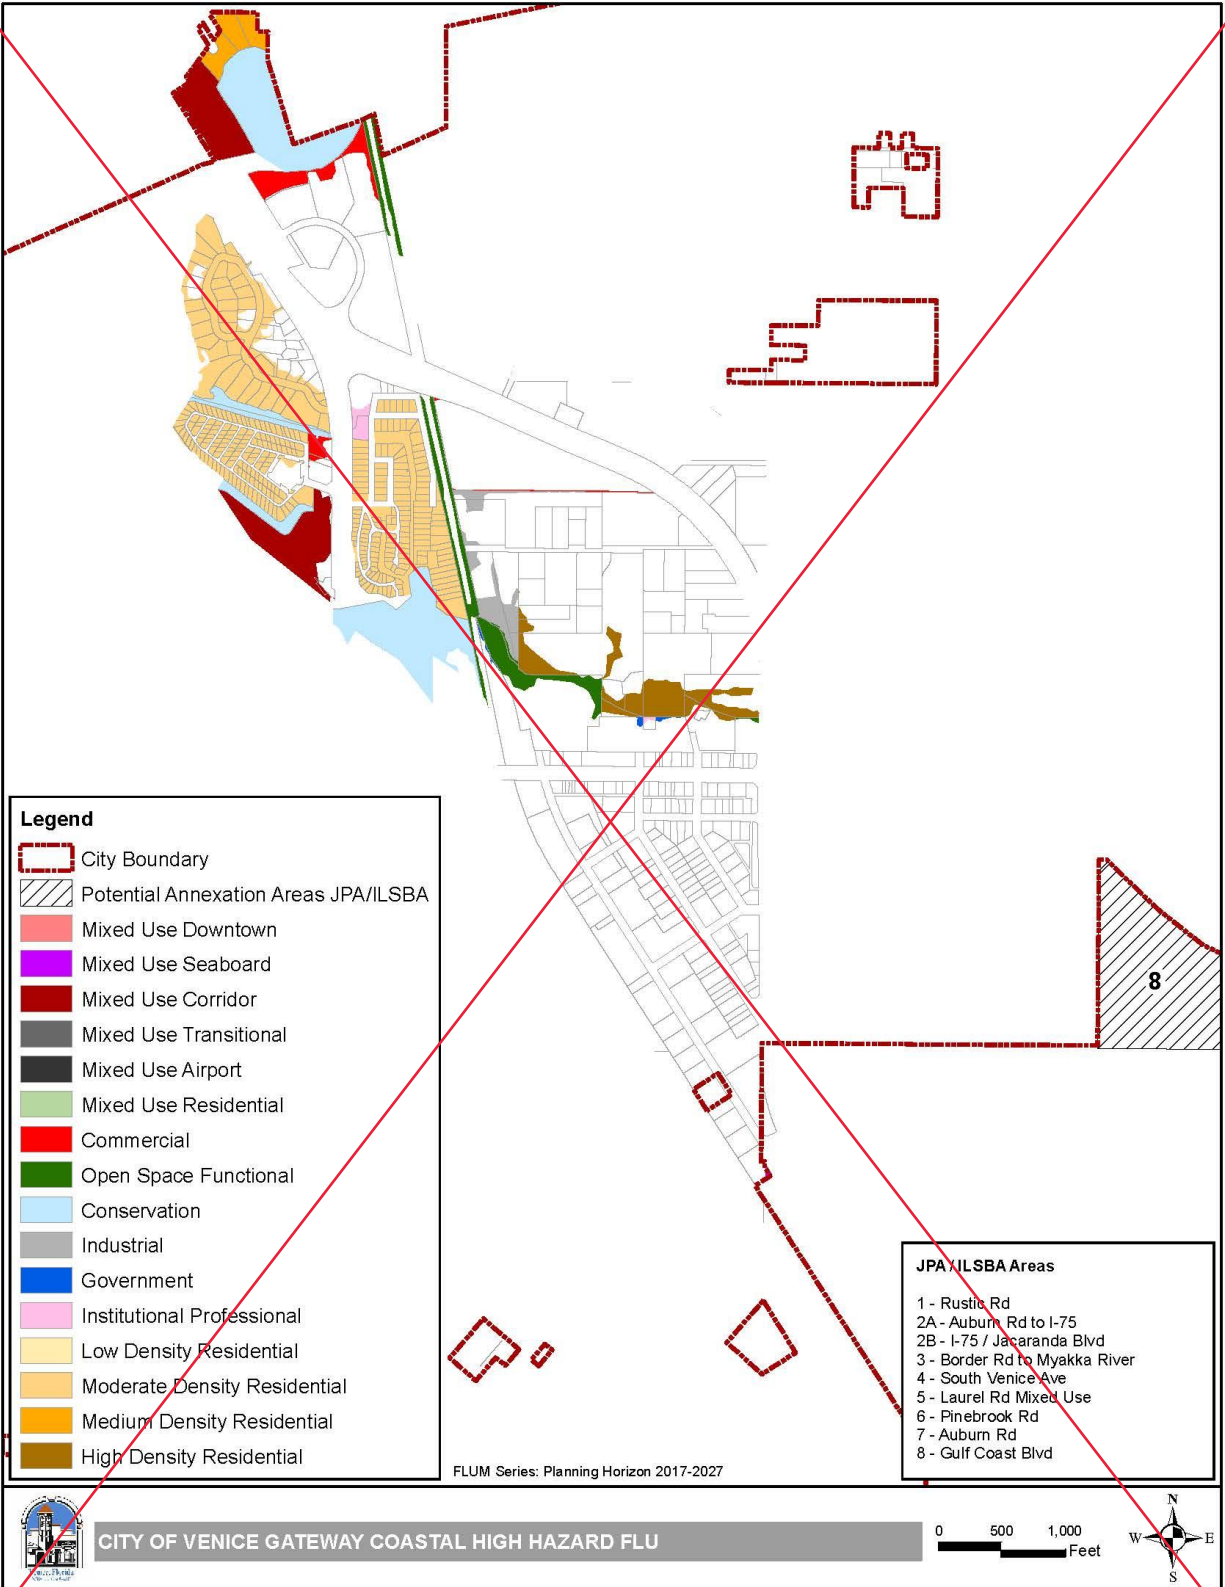 8
Legend
City Boundary
Potential Annexation Areas JPA/ILSBA
Mixed Use Downtown
Mixed Use Seaboard
Mixed Use Corridor
Mixed Use Transitional
Mixed Use Airport
Mixed Use Residential
Commercial
Open Space Functional
Conservation
Industrial
Government
Institutional Professional
Low Density Residential
Moderate Density Residential
Medium Density Residential
High Density Residential
JPA / ILSBA Areas
1 - Rustic Rd
2A - Auburn Rd to I-75
2B - I-75 / Jacaranda Blvd
3 - Border Rd to Myakka River
4 - South Venice Ave
5 - Laurel Rd Mixed Use
6 - Pinebrook Rd
7 - Auburn Rd
8 - Gulf Coast Blvd
FLUM Series: Planning Horizon 2017-2027
Venice, Florida
CITY OF VENICE GATEWAY COASTAL HIGH HAZARD FLU
0 500 1,000
Feet
N
W E
S